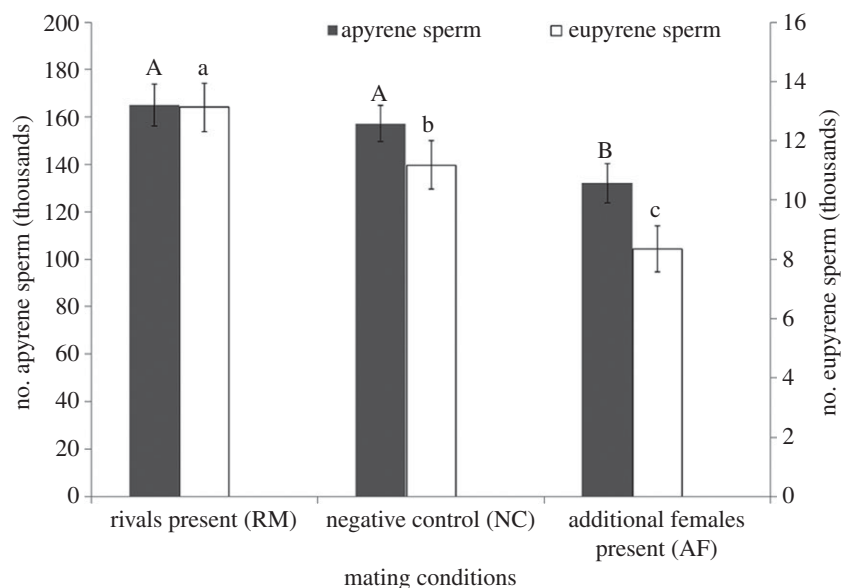 200
180
160
140
120
100
80
60
40
20
0
no. apyrene sperm (thousands)
apyrene sperm
eupyrene sperm
A
a
A
b
B
c
16
14
12
10
8
6
4
2
0
no. eupyrene sperm (thousands)
rivals present (RM)
negative control (NC)
additional females
present (AF)
mating conditions